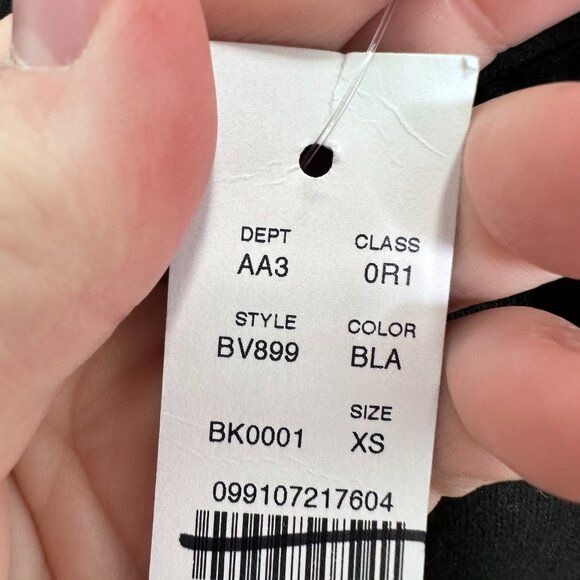 DEPT CLASS
AA3 0R1
STYLE COLOR
BV899 BLA
SIZE
BK0001 XS
099107217604